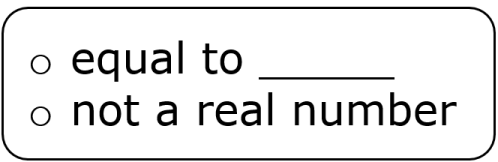 ○ equal to ______
○ not a real number